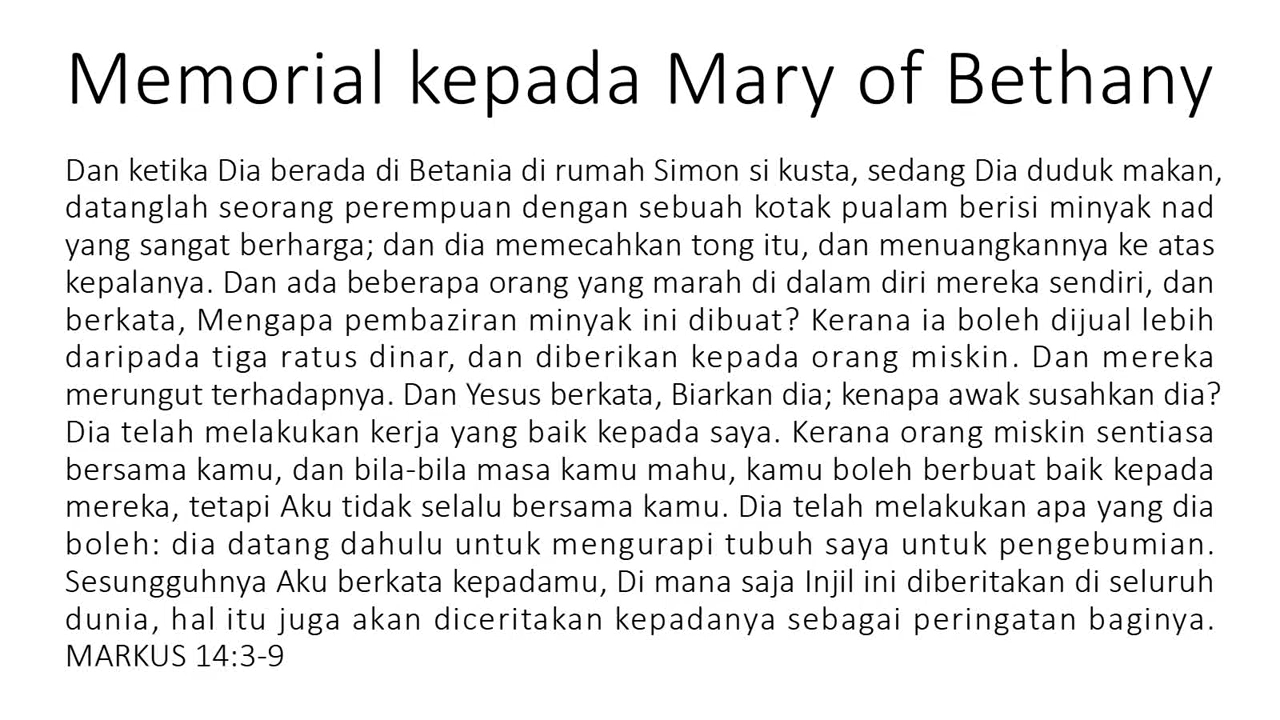 Memorial kepada Mary of Bethany
Dan ketika Dia berada di Betania di rumah Simon si kusta, sedang Dia duduk makan,
datanglah seorang perempuan dengan sebuah kotak pualam berisi minyak nad
yang sangat berharga; dan dia memecahkan tong itu, dan menuangkannya ke atas
kepalanya. Dan ada beberapa orang yang marah di dalam diri mereka sendiri, dan
berkata, Mengapa pembaziran minyak ini dibuat? Kerana ia boleh dijual lebih
daripada tiga ratus dinar, dan diberikan kepada orang miskin. Dan mereka
merungut terhadapnya. Dan Yesus berkata, Biarkan dia; kenapa awak susahkan dia?
Dia telah melakukan kerja yang baik kepada saya. Kerana orang miskin sentiasa
bersama kamu, dan bila-bila masa kamu mahu, kamu boleh berbuat baik kepada
mereka, tetapi Aku tidak selalu bersama kamu. Dia telah melakukan apa yang dia
boleh: dia datang dahulu untuk mengurapi tubuh saya untuk pengebumian.
Sesungguhnya Aku berkata kepadamu, Di mana saja Injil ini diberitakan di seluruh
dunia, hal itu juga akan diceritakan kepadanya sebagai peringatan baginya.
MARKUS 14:3-9